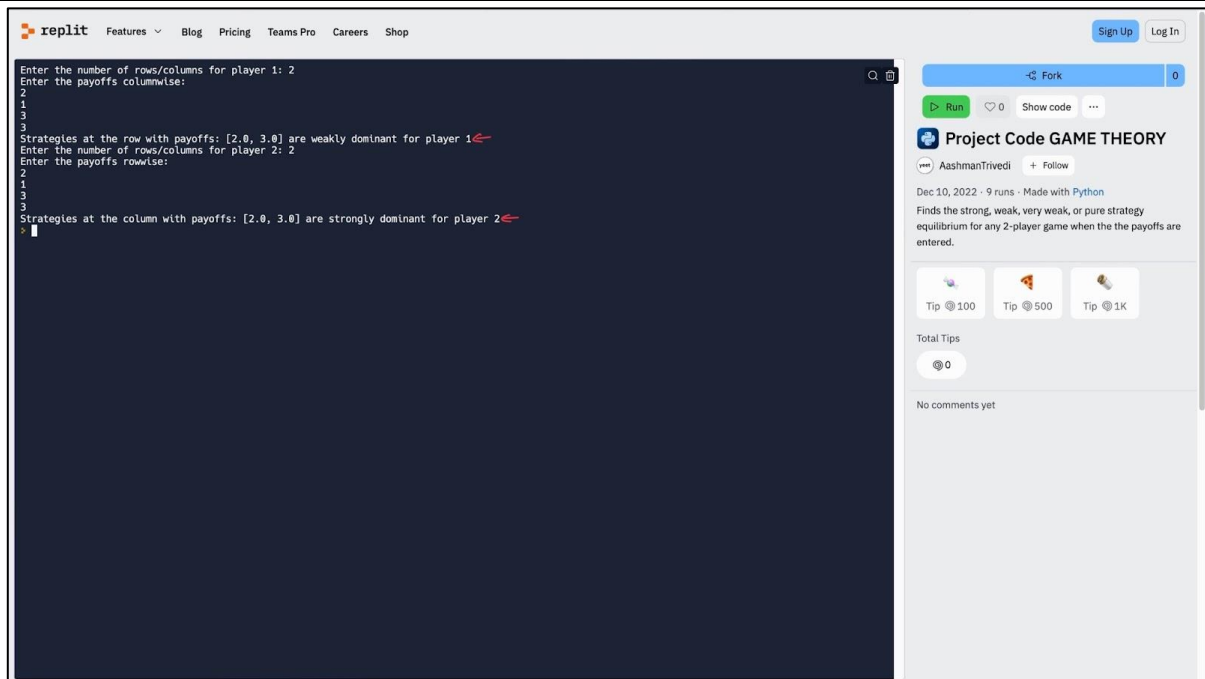 replit Features Blog Pricing Teams Pro Careers Shop Sign Up Log In
Enter the number of rows/columns for player 1: 2
Enter the payoffs columnwise:
2
1
3
3
Strategies at the row with payoffs: [2.0, 3.0] are weakly dominant for player 1
Enter the number of rows/columns for player 2: 2
Enter the payoffs rowwise:
2
1
3
3
Strategies at the column with payoffs: [2.0, 3.0] are strongly dominant for player 2
>
Fork 0
Run 0 Show code ...
Project Code GAME THEORY
yeet AashmanTrivedi + Follow
Dec 10, 2022 · 9 runs · Made with Python
Finds the strong, weak, very weak, or pure strategy
equilibrium for any 2-player game when the the payoffs are
entered.
Tip 100 Tip 500 Tip 1K
Total Tips
0
No comments yet